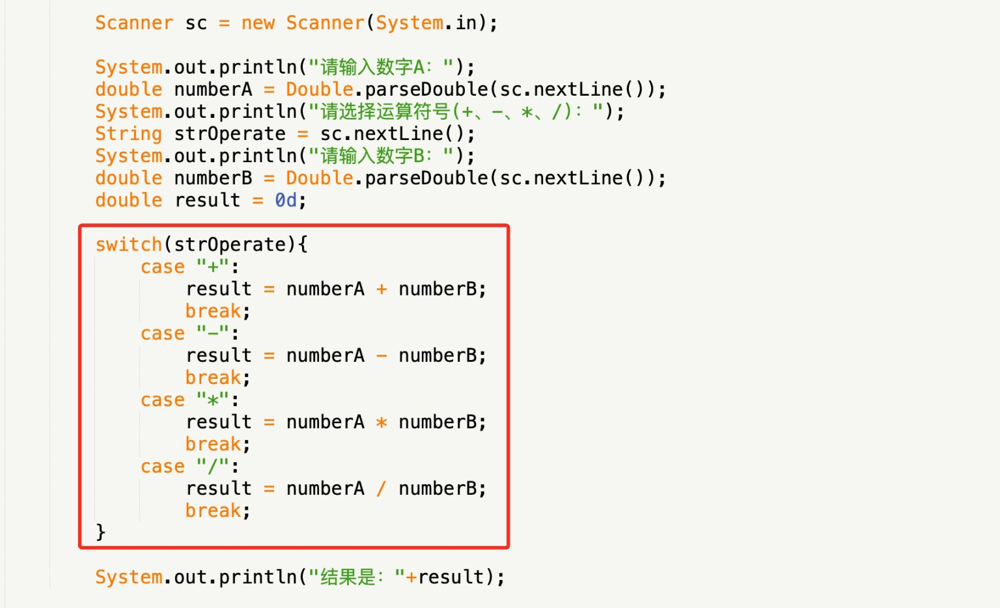 Scanner sc = new Scanner(System.in);
System.out.println("请输入数字A：");
double numberA = Double.parseDouble(sc.nextLine());
System.out.println("请选择运算符号(+、-、*、/)：");
String strOperate = sc.nextLine();
System.out.println("请输入数字B：");
double numberB = Double.parseDouble(sc.nextLine());
double result = 0d;
switch(strOperate){
case "+":
result = numberA + numberB;
break;
case "-":
result = numberA - numberB;
break;
case "*":
result = numberA * numberB;
break;
case "/":
result = numberA / numberB;
break;
}
System.out.println("结果是："+result);